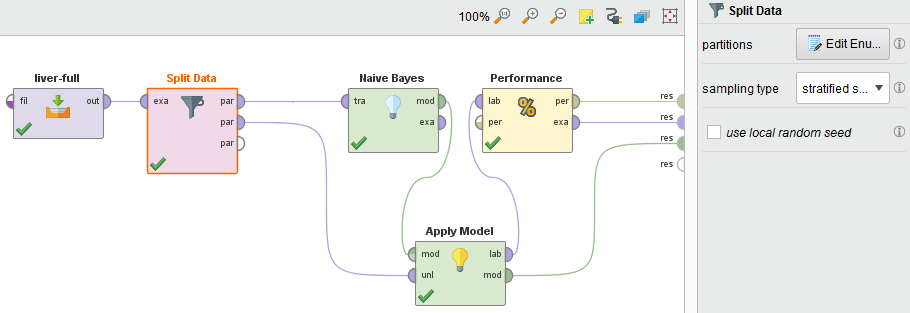 100%
Split Data
partitions
Edit Enu...
sampling type
stratified s...
use local random seed
liver-full
fil out
Split Data
exa par
par
par
Naive Bayes
tra mod
exa
Performance
lab per
per exa
res
res
res
res
Apply Model
mod lab
unl mod